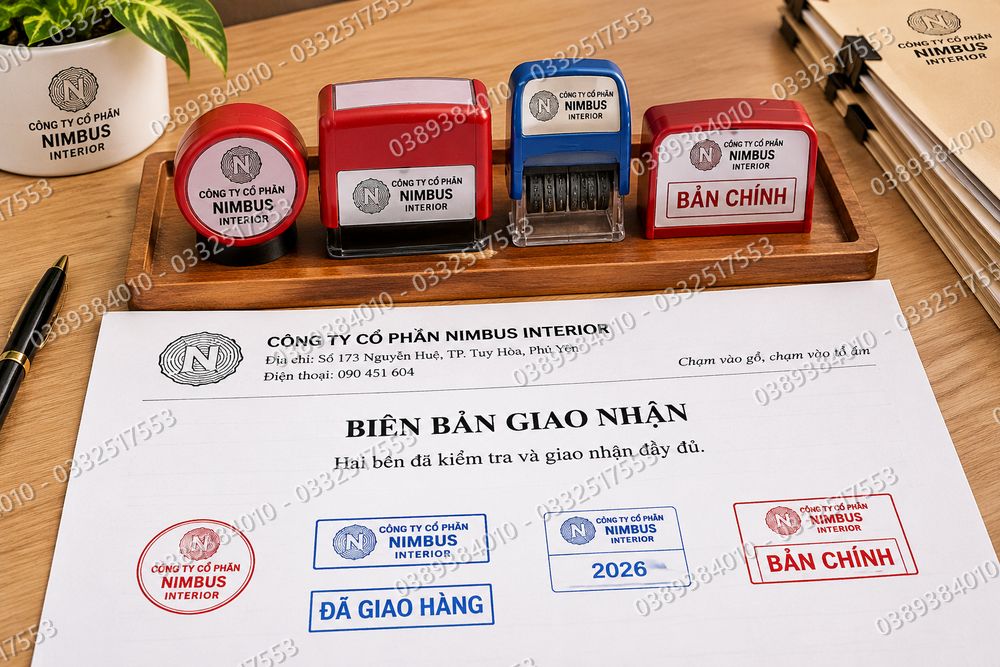 N
CÔNG TY CỔ PHẦN
NIMBUS
INTERIOR
N
CÔNG TY CỔ PHẦN
NIMBUS
INTERIOR
N
CÔNG TY CỔ PHẦN
NIMBUS
INTERIOR
N
CÔNG TY CỔ PHẦN
NIMBUS
INTERIOR
N
CÔNG TY CỔ PHẦN
NIMBUS
INTERIOR
BẢN CHÍNH
N
CÔNG TY CỔ PHẦN
NIMBUS
INTERIOR
N
CÔNG TY CỔ PHẦN NIMBUS INTERIOR
Địa chỉ: Số 173 Nguyễn Huệ, TP. Tuy Hòa, Phú Yên
Điện thoại: 090 451 604
Chạm vào gỗ, chạm vào tổ ấm
BIÊN BẢN GIAO NHẬN
Hai bên đã kiểm tra và giao nhận đầy đủ.
N
CÔNG TY CỔ PHẦN
NIMBUS
INTERIOR
N
CÔNG TY CỔ PHẦN
NIMBUS
INTERIOR
ĐÃ GIAO HÀNG
N
CÔNG TY CỔ PHẦN
NIMBUS
INTERIOR
2026
N
CÔNG TY CỔ PHẦN
NIMBUS
INTERIOR
BẢN CHÍNH
0389384010 - 0332517553